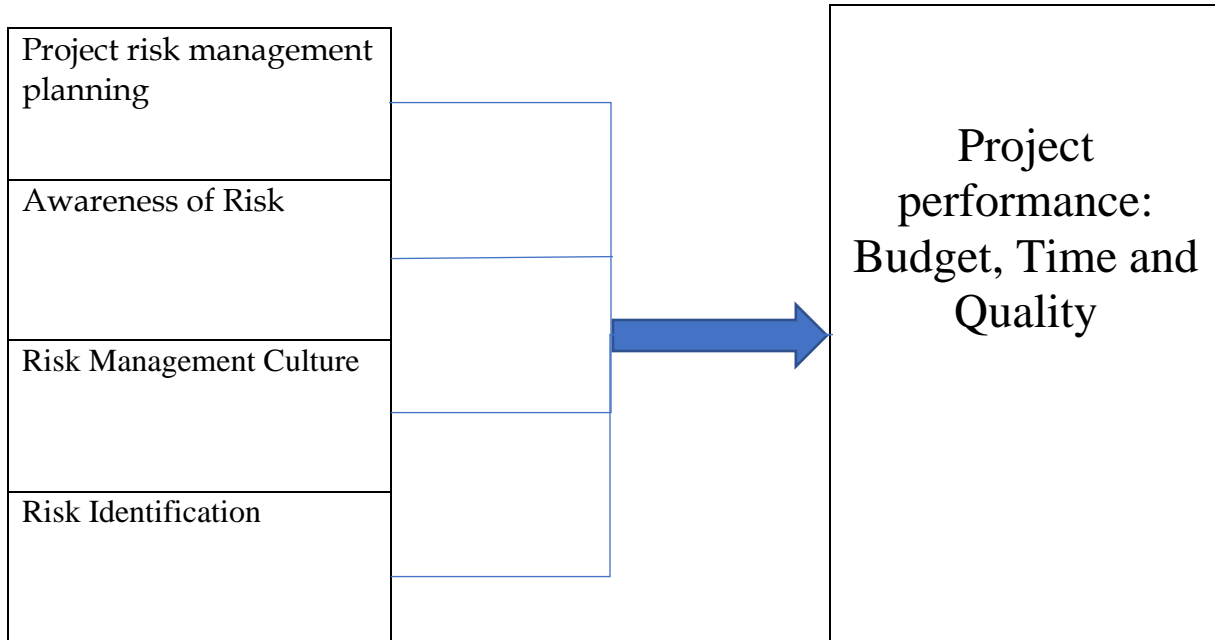 Project risk management
planning
Awareness of Risk
Risk Management Culture
Risk Identification
Project
performance:
Budget, Time and
Quality